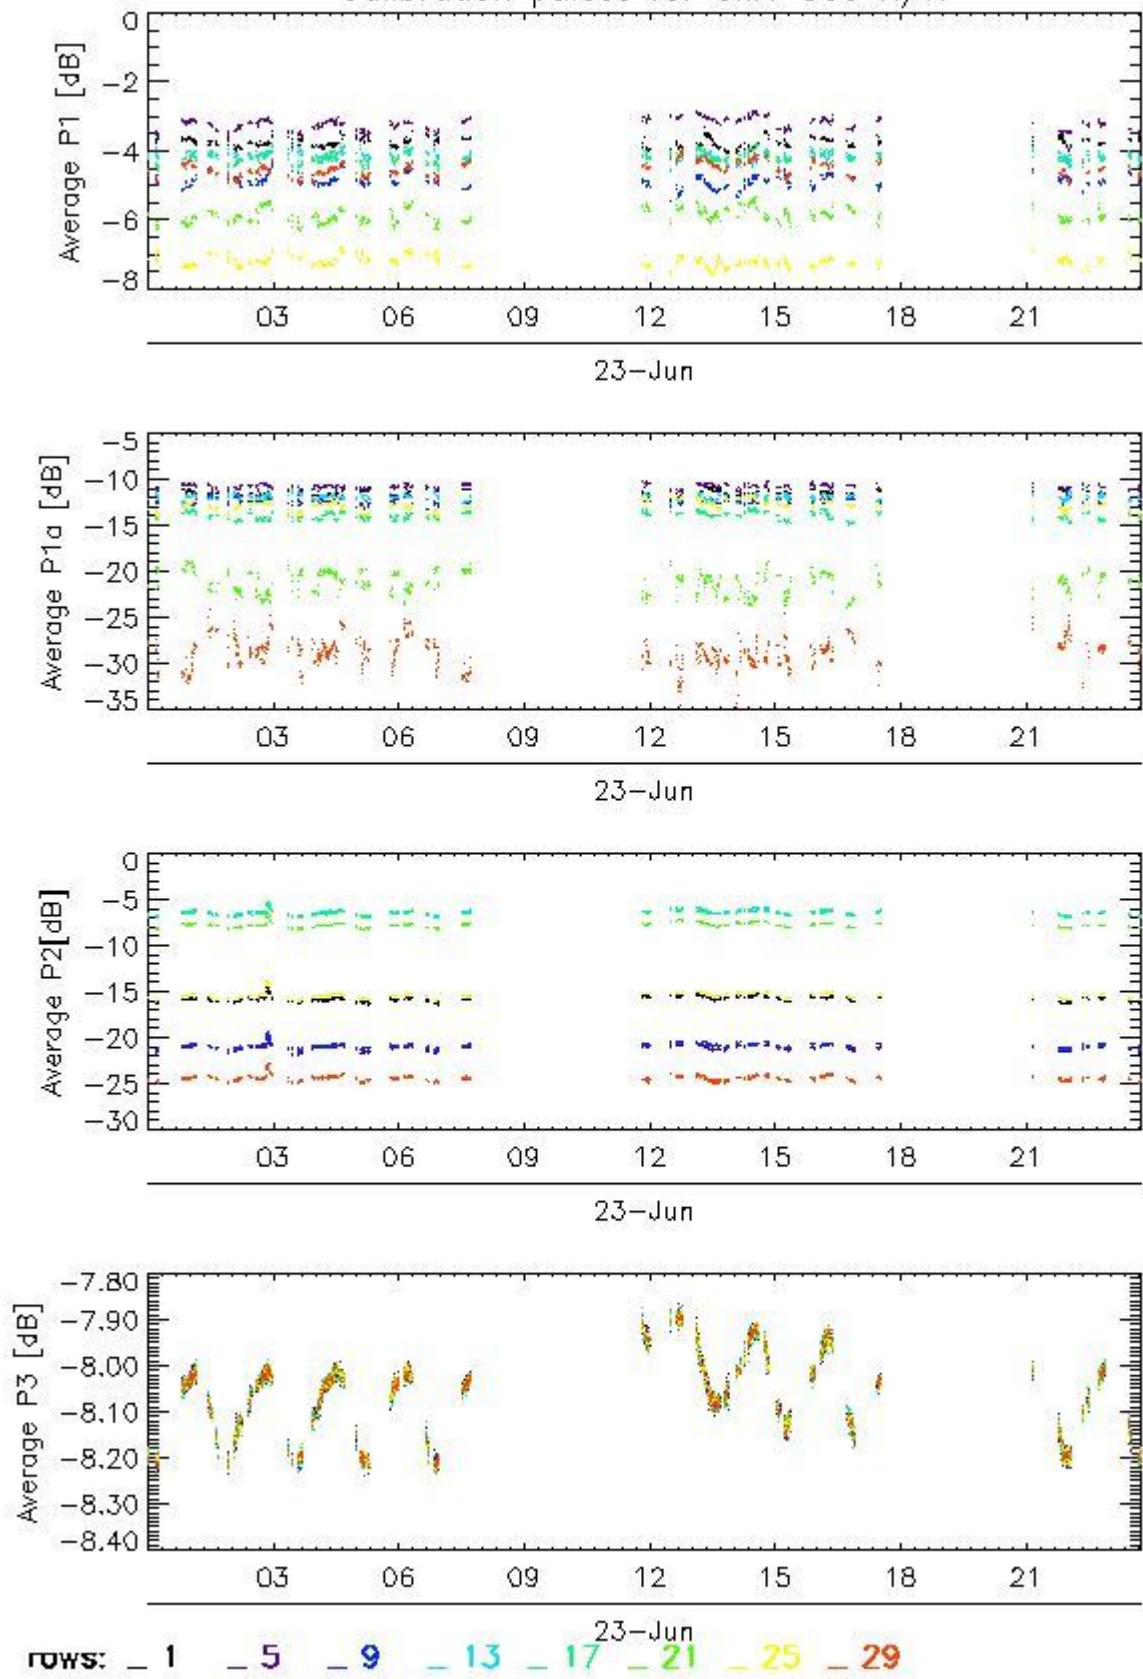 0
-2
-4
-6
-8
Average P1 [dB]
03 06 09 12 15 18 21
23-Jun
-5
-10
-15
-20
-25
-30
-35
Average P1a [dB]
03 06 09 12 15 18 21
23-Jun
0
-5
-10
-15
-20
-25
-30
Average P2[dB]
03 06 09 12 15 18 21
23-Jun
-7.80
-7.90
-8.00
-8.10
-8.20
-8.30
-8.40
Average P3 [dB]
03 06 09 12 15 18 21
23-Jun
rows: _ 1 _ 5 _ 9 _ 13 _ 17 _ 21 _ 25 _ 29